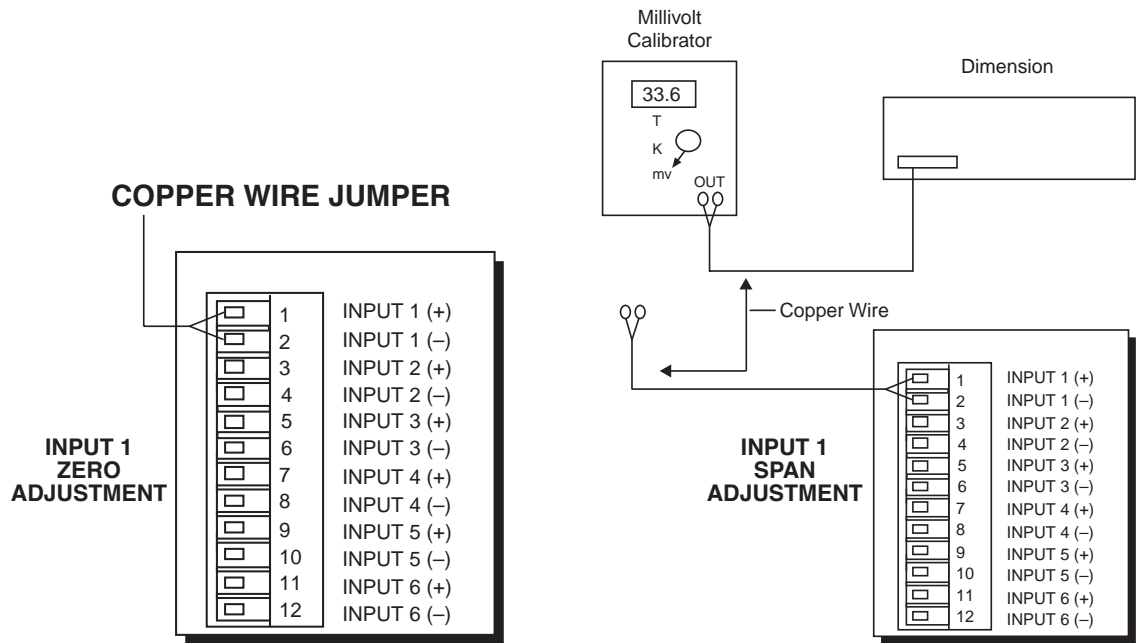 Millivolt
Calibrator
33.6
T
K
mv
OUT
Dimension
COPPER WIRE JUMPER
1 INPUT 1 (+)
2 INPUT 1 (–)
3 INPUT 2 (+)
4 INPUT 2 (–)
5 INPUT 3 (+)
6 INPUT 3 (–)
7 INPUT 4 (+)
8 INPUT 4 (–)
9 INPUT 5 (+)
10 INPUT 5 (–)
11 INPUT 6 (+)
12 INPUT 6 (–)
INPUT 1
ZERO
ADJUSTMENT
Copper Wire
1 INPUT 1 (+)
2 INPUT 1 (–)
3 INPUT 2 (+)
4 INPUT 2 (–)
5 INPUT 3 (+)
6 INPUT 3 (–)
7 INPUT 4 (+)
8 INPUT 4 (–)
9 INPUT 5 (+)
10 INPUT 5 (–)
11 INPUT 6 (+)
12 INPUT 6 (–)
INPUT 1
SPAN
ADJUSTMENT